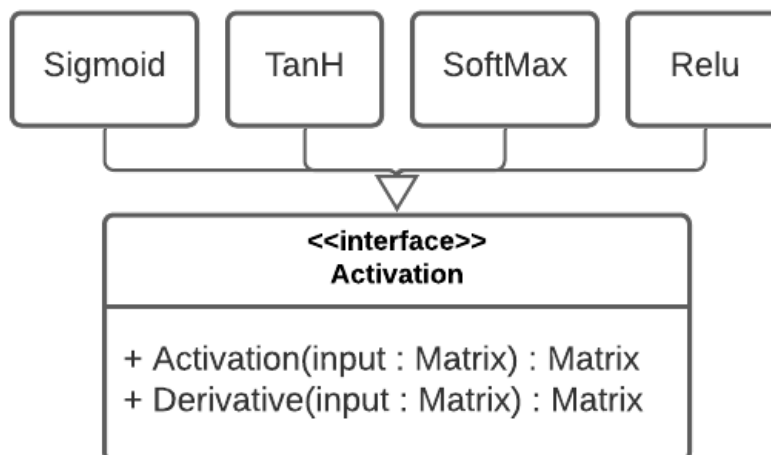 Sigmoid
TanH
SoftMax
Relu
<<interface>>
Activation
+ Activation(input : Matrix) : Matrix
+ Derivative(input : Matrix) : Matrix